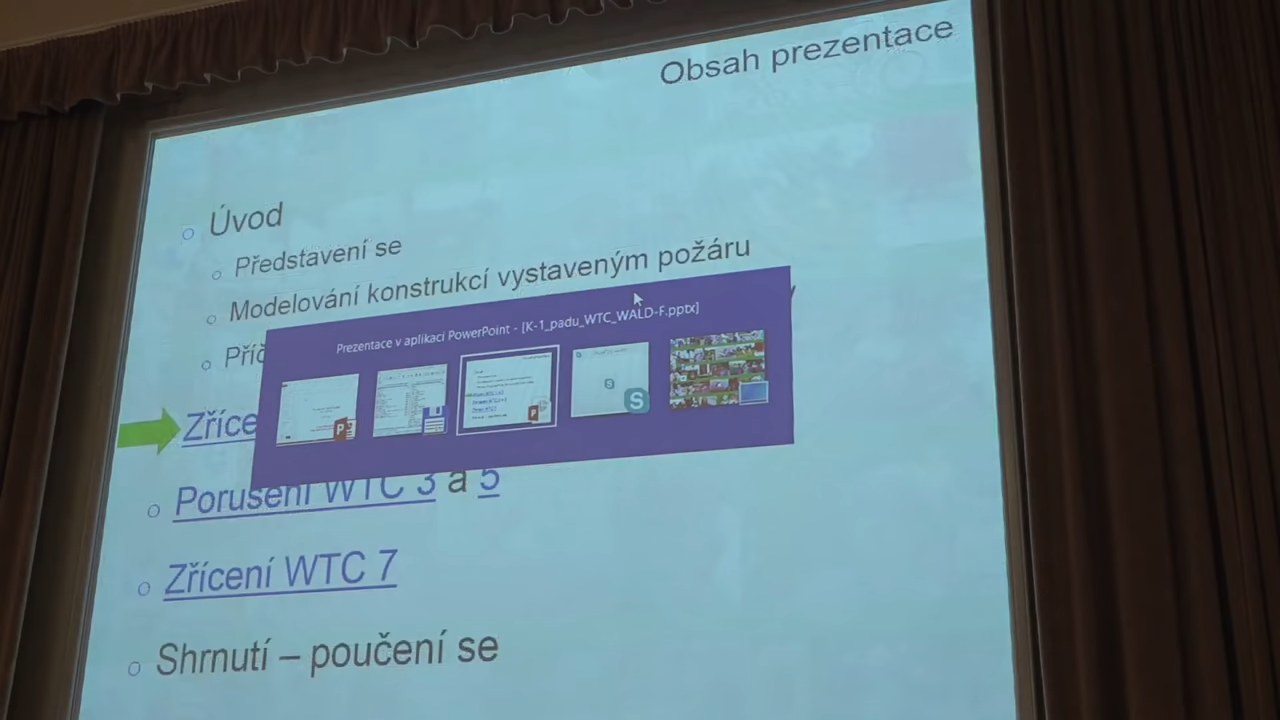 Obsah prezentace
Úvod
Představení se
Modelování konstrukcí vystaveným požáru
Prezentace v aplikaci PowerPoint - [K-1_padu_WTC_WALD-F.pptx]
Porušení WTC 3 a 5
Zřícení WTC 7
Shrnutí – poučení se